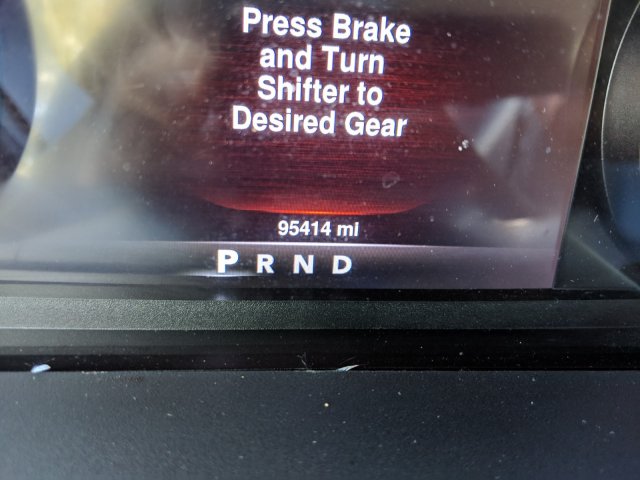 Press Brake
and Turn
Shifter to
Desired Gear
95414 mi
P R N D